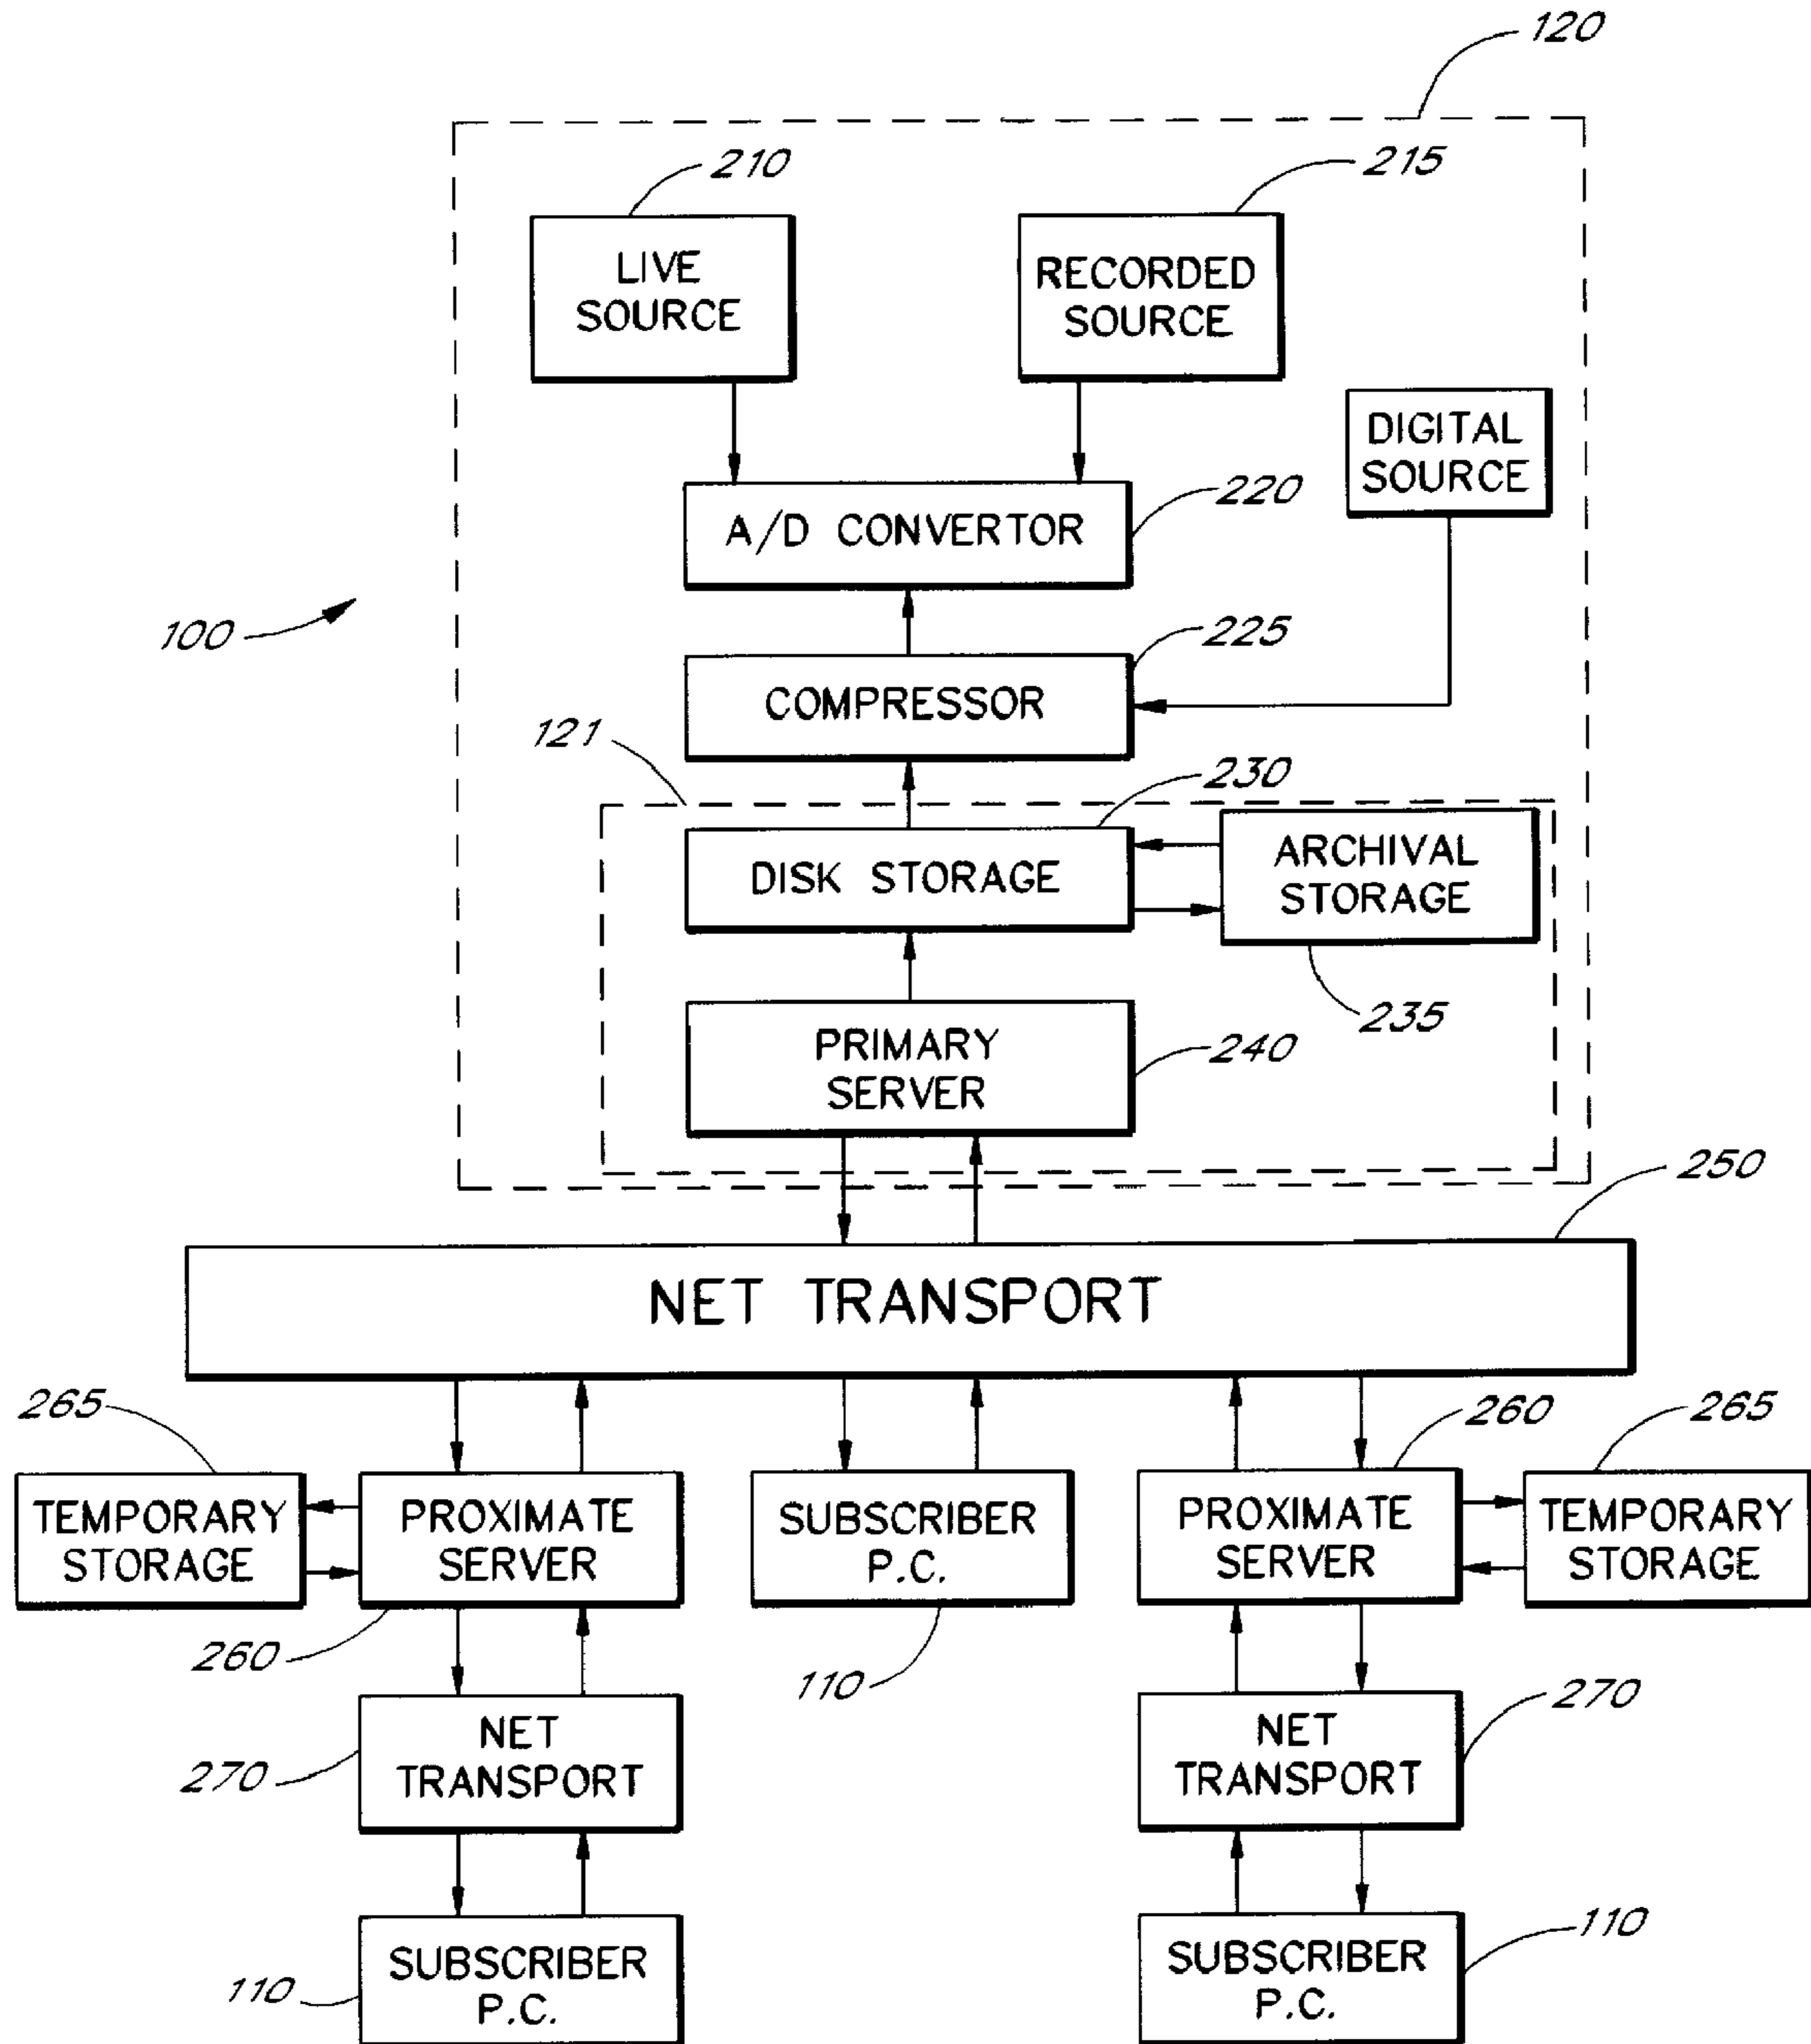 120
210
215
LIVE
SOURCE
RECORDED
SOURCE
DIGITAL
SOURCE
220
A/D CONVERTOR
100
225
COMPRESSOR
121
230
DISK STORAGE
ARCHIVAL
STORAGE
235
PRIMARY
SERVER
240
250
NET TRANSPORT
265
260
265
TEMPORARY
STORAGE
PROXIMATE
SERVER
SUBSCRIBER
P.C.
PROXIMATE
SERVER
TEMPORARY
STORAGE
260
110
270
NET
TRANSPORT
NET
TRANSPORT
270
110
SUBSCRIBER
P.C.
SUBSCRIBER
P.C.
110